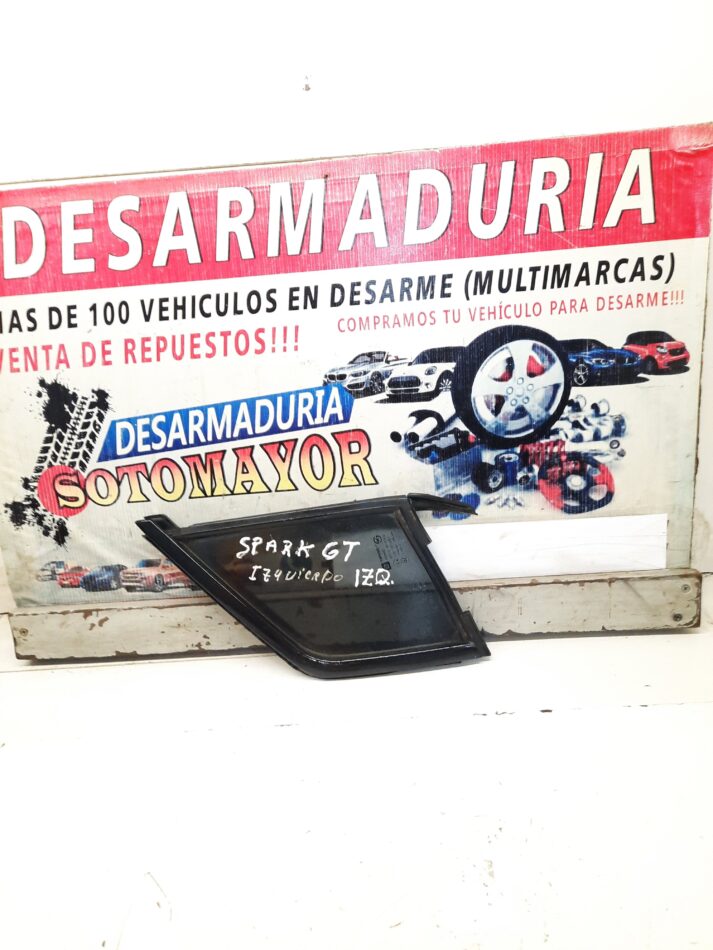 DESARMADURIA
MAS DE 100 VEHICULOS EN DESARME (MULTIMARCAS)
VENTA DE REPUESTOS!!!
COMPRAMOS TU VEHÍCULO PARA DESARME!!!
DESARMADURIA
SOTOMAYOR
SPARK GT
IZQUIERDO IZQ.